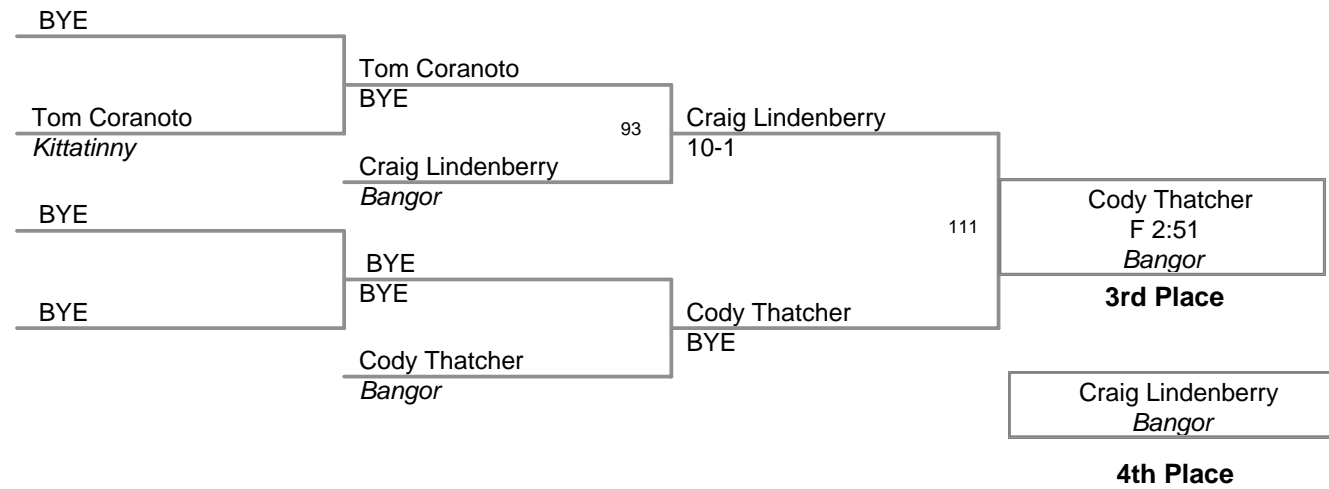 BYE
Tom Coranoto
BYE
Tom Coranoto
Kittatinny
93
Craig Lindenberry
10-1
Craig Lindenberry
Bangor
BYE
111
Cody Thatcher
F 2:51
Bangor
3rd Place
BYE
BYE
BYE
Cody Thatcher
BYE
Cody Thatcher
Bangor
Craig Lindenberry
Bangor
4th Place